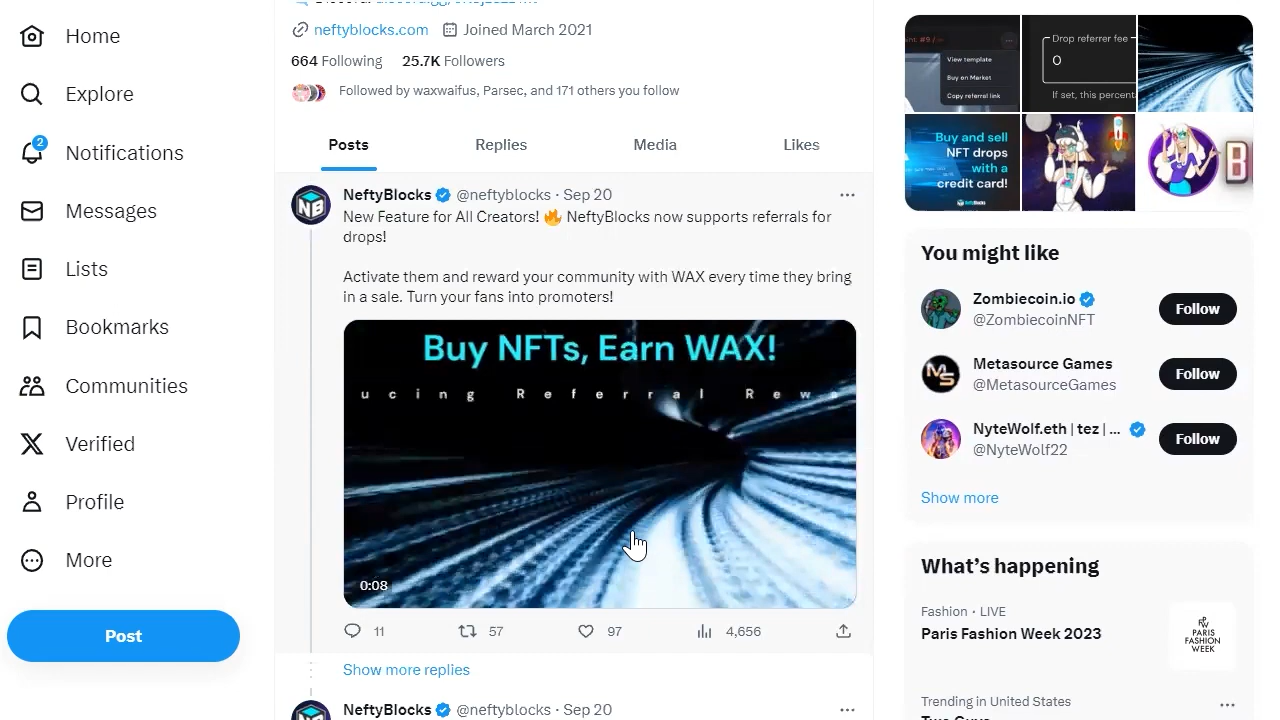 Home
Explore
2
Notifications
Messages
Lists
Bookmarks
Communities
Verified
Profile
More
Post
neftyblocks.com Joined March 2021
664 Following 25.7K Followers
Followed by waxwaifus, Parsec, and 171 others you follow
Posts Replies Media Likes
NeftyBlocks @neftyblocks · Sep 20
New Feature for All Creators! 🔥 NeftyBlocks now supports referrals for
drops!
Activate them and reward your community with WAX every time they bring
in a sale. Turn your fans into promoters!
Buy NFTs, Earn WAX!
ucing Referral Rewa
0:08
11 57 97 4,656
Show more replies
NeftyBlocks @neftyblocks · Sep 20
View template
Buy on Market
Copy referral link
Drop referrer fee
0
If set, this percent
Buy and sell
NFT drops
with a
credit card!
NeftyBlocks
B
You might like
Zombiecoin.io
@ZombiecoinNFT
Follow
Metasource Games
@MetasourceGames
Follow
NyteWolf.eth | tez | ...
@NyteWolf22
Follow
Show more
What's happening
Fashion · LIVE
Paris Fashion Week 2023
PARIS
FASHION
WEEK
Trending in United States